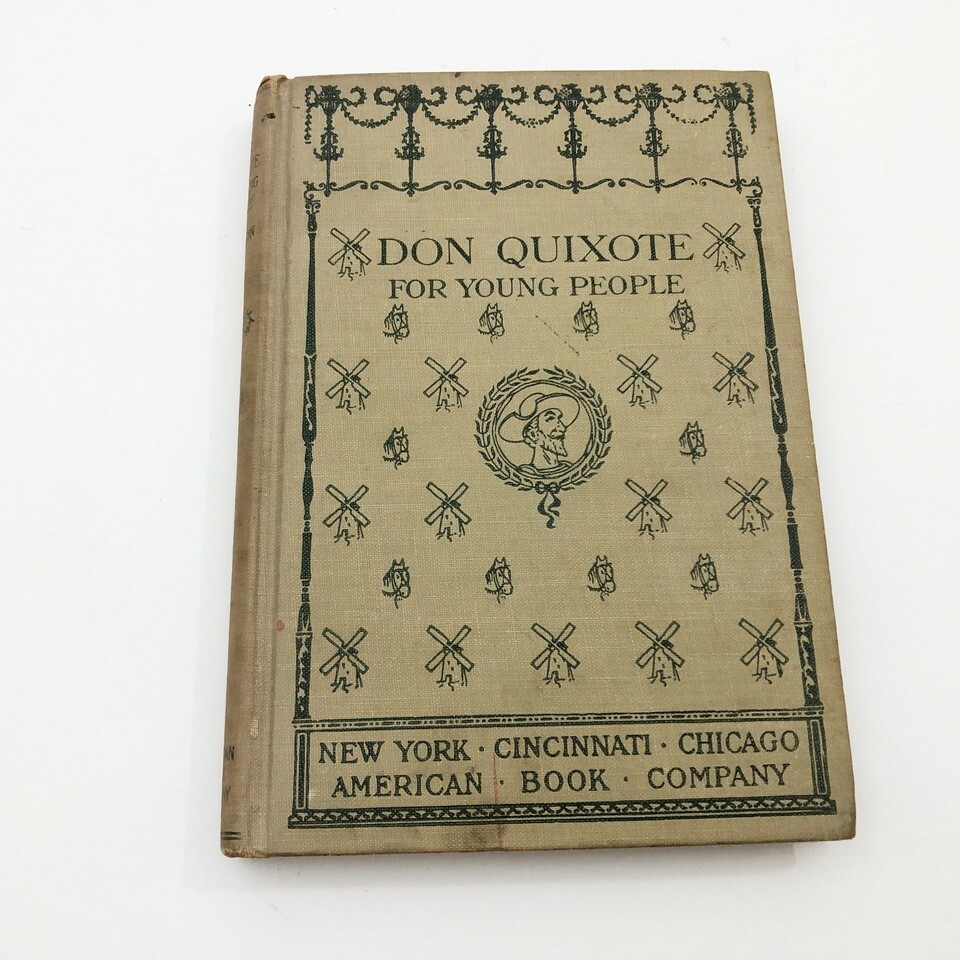 DON QUIXOTE
FOR YOUNG PEOPLE
NEW YORK · CINCINNATI · CHICAGO
AMERICAN · BOOK · COMPANY